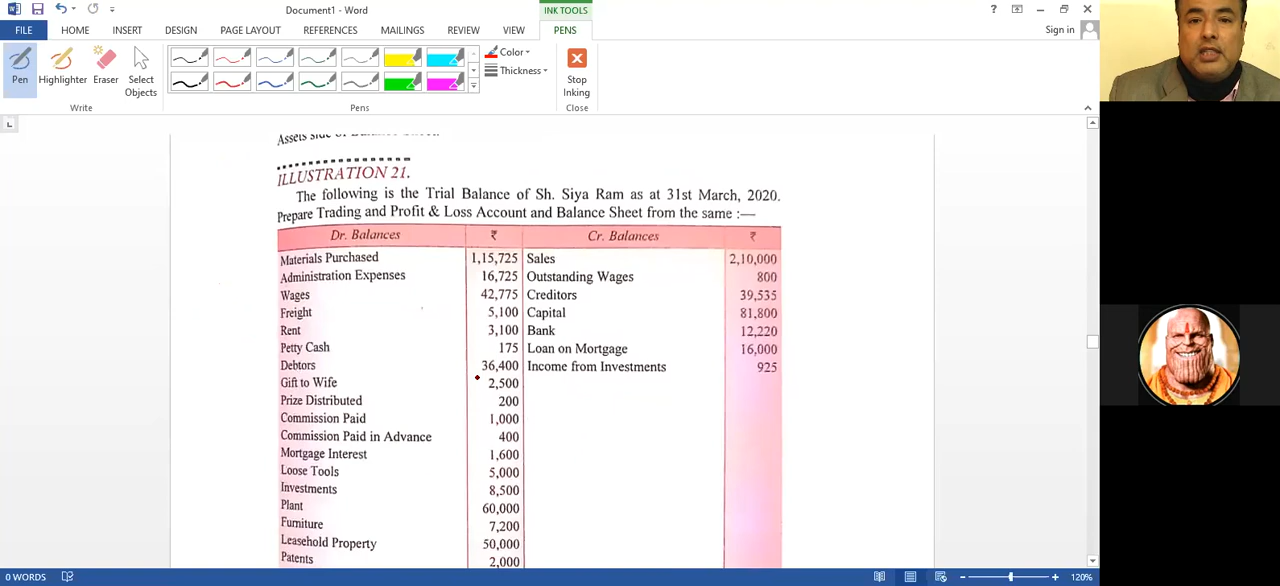 Document1 - Word
INK TOOLS
?
FILE
HOME
INSERT
DESIGN
PAGE LAYOUT
REFERENCES
MAILINGS
REVIEW
VIEW
PENS
Sign in
Pen
Highlighter
Eraser
Select Objects
Color
Thickness
Stop Inking
Write
Pens
Close
Assets side of Balance Sheet.
ILLUSTRATION 21.
The following is the Trial Balance of Sh. Siya Ram as at 31st March, 2020.
Prepare Trading and Profit & Loss Account and Balance Sheet from the same :—
Dr. Balances ₹ Cr. Balances ₹
Materials Purchased 1,15,725 Sales 2,10,000
Administration Expenses 16,725 Outstanding Wages 800
Wages 42,775 Creditors 39,535
Freight 5,100 Capital 81,800
Rent 3,100 Bank 12,220
Petty Cash 175 Loan on Mortgage 16,000
Debtors 36,400 Income from Investments 925
Gift to Wife 2,500
Prize Distributed 200
Commission Paid 1,000
Commission Paid in Advance 400
Mortgage Interest 1,600
Loose Tools 5,000
Investments 8,500
Plant 60,000
Furniture 7,200
Leasehold Property 50,000
Patents 2,000
0 WORDS
120%